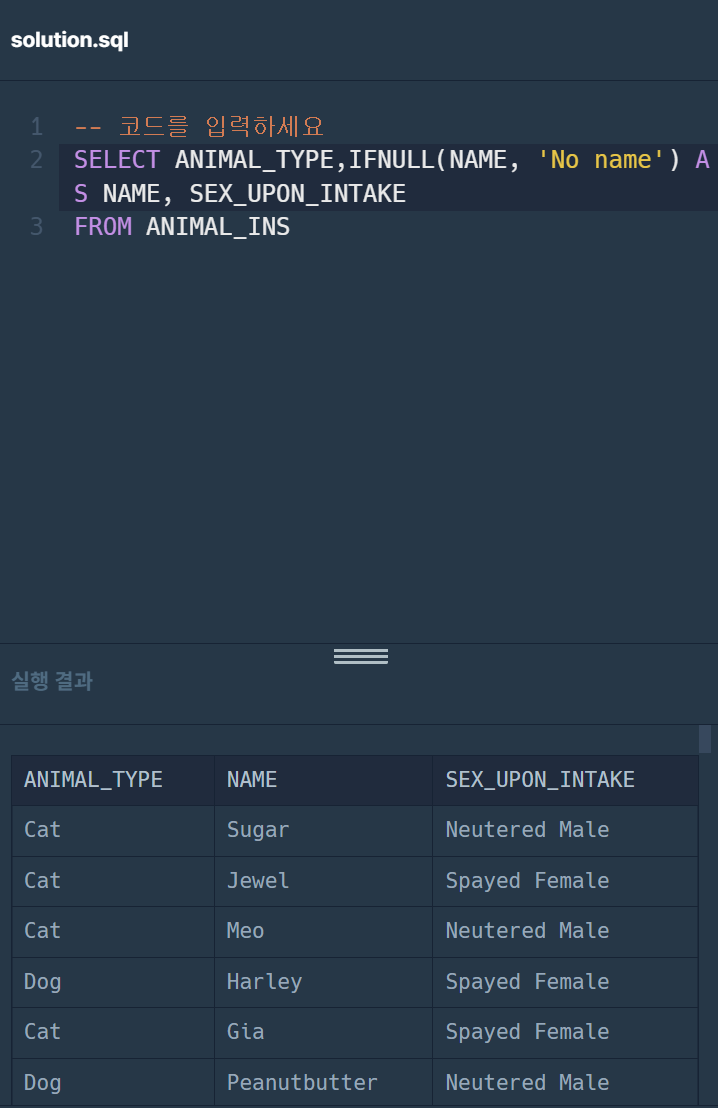 solution.sql
1 -- 코드를 입력하세요
2 SELECT ANIMAL_TYPE,IFNULL(NAME, 'No name') A
S NAME, SEX_UPON_INTAKE
3 FROM ANIMAL_INS
실행 결과
ANIMAL_TYPE NAME SEX_UPON_INTAKE
Cat Sugar Neutered Male
Cat Jewel Spayed Female
Cat Meo Neutered Male
Dog Harley Spayed Female
Cat Gia Spayed Female
Dog Peanutbutter Neutered Male